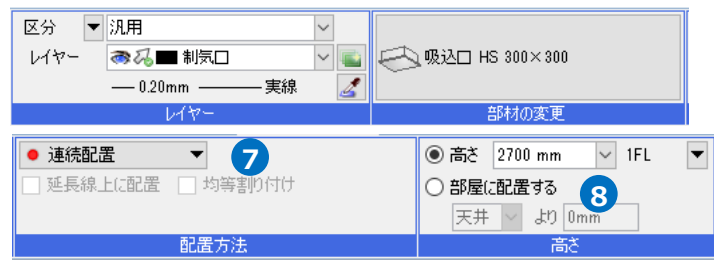 区分 汎用
レイヤー 制気口
0.20mm 実線
レイヤー
吸込口 HS 300×300
部材の変更
連続配置 7
延長線上に配置 均等割り付け
配置方法
高さ 2700 mm 1FL
部屋に配置する 8
天井 より 0mm
高さ